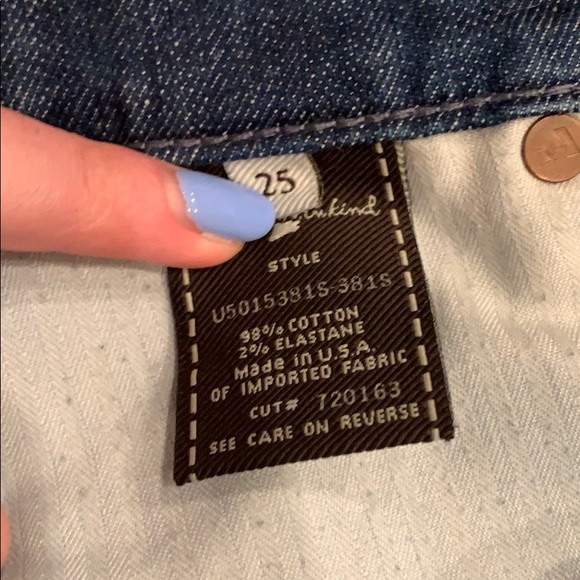 25
kind
STYLE
U5015381S-381S
98% COTTON
2% ELASTANE
Made in U.S.A.
OF IMPORTED FABRIC
CUT# 720163
SEE CARE ON REVERSE
A